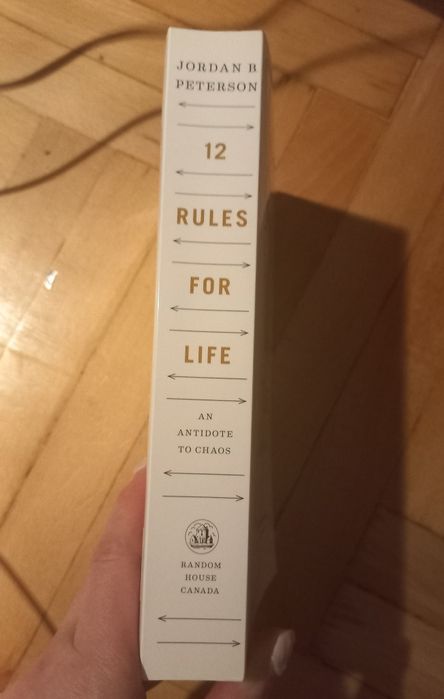 JORDAN B
PETERSON
12
RULES
FOR
LIFE
AN
ANTIDOTE
TO CHAOS
RANDOM
HOUSE
CANADA